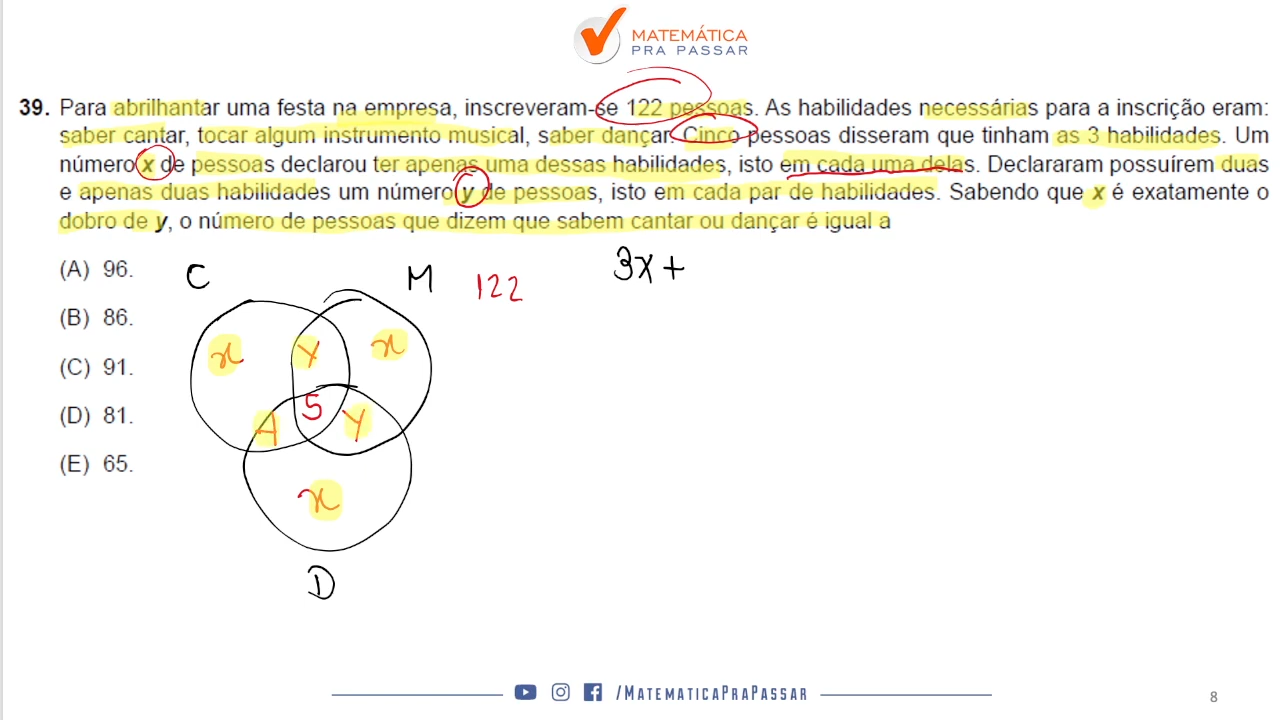 MATEMÁTICA
PRA PASSAR
39. Para abrilhantar uma festa na empresa, inscreveram-se 122 pessoas. As habilidades necessárias para a inscrição eram:
saber cantar, tocar algum instrumento musical, saber dançar. Cinco pessoas disseram que tinham as 3 habilidades. Um
número x de pessoas declarou ter apenas uma dessas habilidades, isto em cada uma delas. Declararam possuírem duas
e apenas duas habilidades um número y de pessoas, isto em cada par de habilidades. Sabendo que x é exatamente o
dobro de y, o número de pessoas que dizem que sabem cantar ou dançar é igual a
(A) 96.
C
M
122
3x +
(B) 86.
x
y
x
(C) 91.
5
(D) 81.
y
y
(E) 65.
x
D
/MATEMATICAPRAPASSAR
8